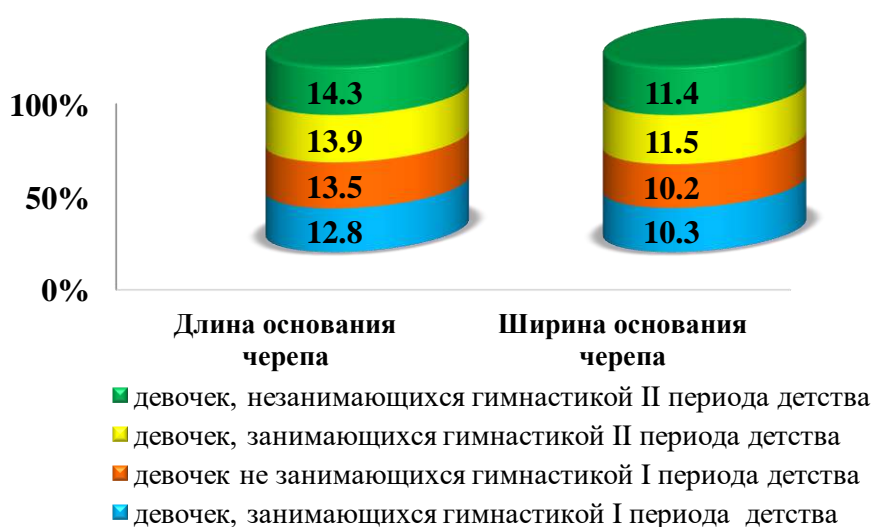 14.3 11.4
100%
13.9 11.5
13.5 10.2
50%
12.8 10.3
0%
Длина основания Ширина основания
черепа черепа
девочек, незанимающихся гимнастикой II периода детства
девочек, занимающихся гимнастикой II периода детства
девочек не занимающихся гимнастикой I периода детства
девочек, занимающихся гимнастикой I периода детства